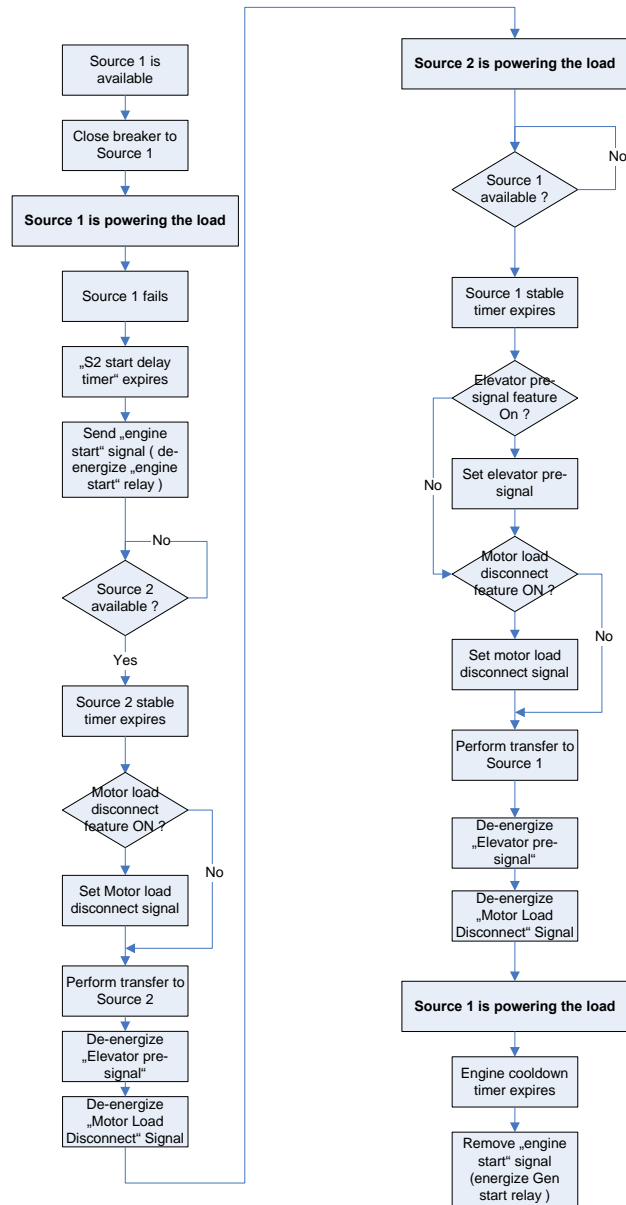 Source 1 is
available
Close breaker to
Source 1
Source 1 is powering the load
Source 1 fails
„S2 start delay
timer“ expires
Send „engine
start“ signal ( de-
energize „engine
start“ relay )
No
Source 2
available ?
Yes
Source 2 stable
timer expires
Motor load
disconnect
feature ON ?
No
Set Motor load
disconnect signal
Perform transfer to
Source 2
De-energize
„Elevator pre-
signal“
De-energize
„Motor Load
Disconnect“ Signal
Source 2 is powering the load
No
Source 1
available ?
Source 1 stable
timer expires
Elevator pre-
signal feature
On ?
No
Set elevator pre-
signal
Motor load
disconnect
feature ON ?
No
Set motor load
disconnect signal
Perform transfer to
Source 1
De-energize
„Elevator pre-
signal“
De-energize
„Motor Load
Disconnect“ Signal
Source 1 is powering the load
Engine cooldown
timer expires
Remove „engine
start“ signal
(energize Gen
start relay )